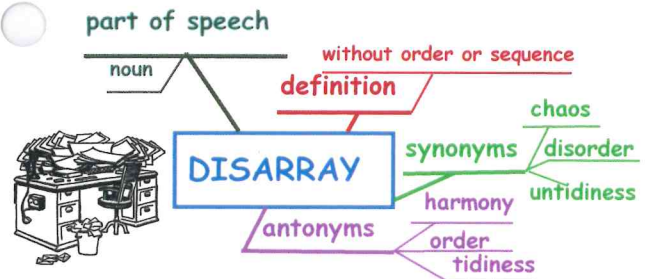 part of speech
noun
without order or sequence
definition
DISARRAY
synonyms
chaos
disorder
untidiness
antonyms
harmony
order
tidiness